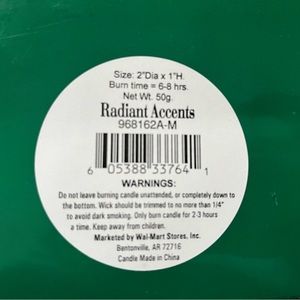 Size: 2"Dia x 1"H.
Burn time = 6-8 hrs.
Net Wt. 50g.
Radiant Accents
968162A-M
6 05388 33764 1
WARNINGS:
Do not leave burning candle unattended, or completely down to
the bottom. Wick should be trimmed to no more than 1/4"
to avoid dark smoking. Only burn candle for 2-3 hours
a time. Keep away from children.
Marketed by Wal-Mart Stores, Inc.
Bentonville, AR 72716
Candle Made in China